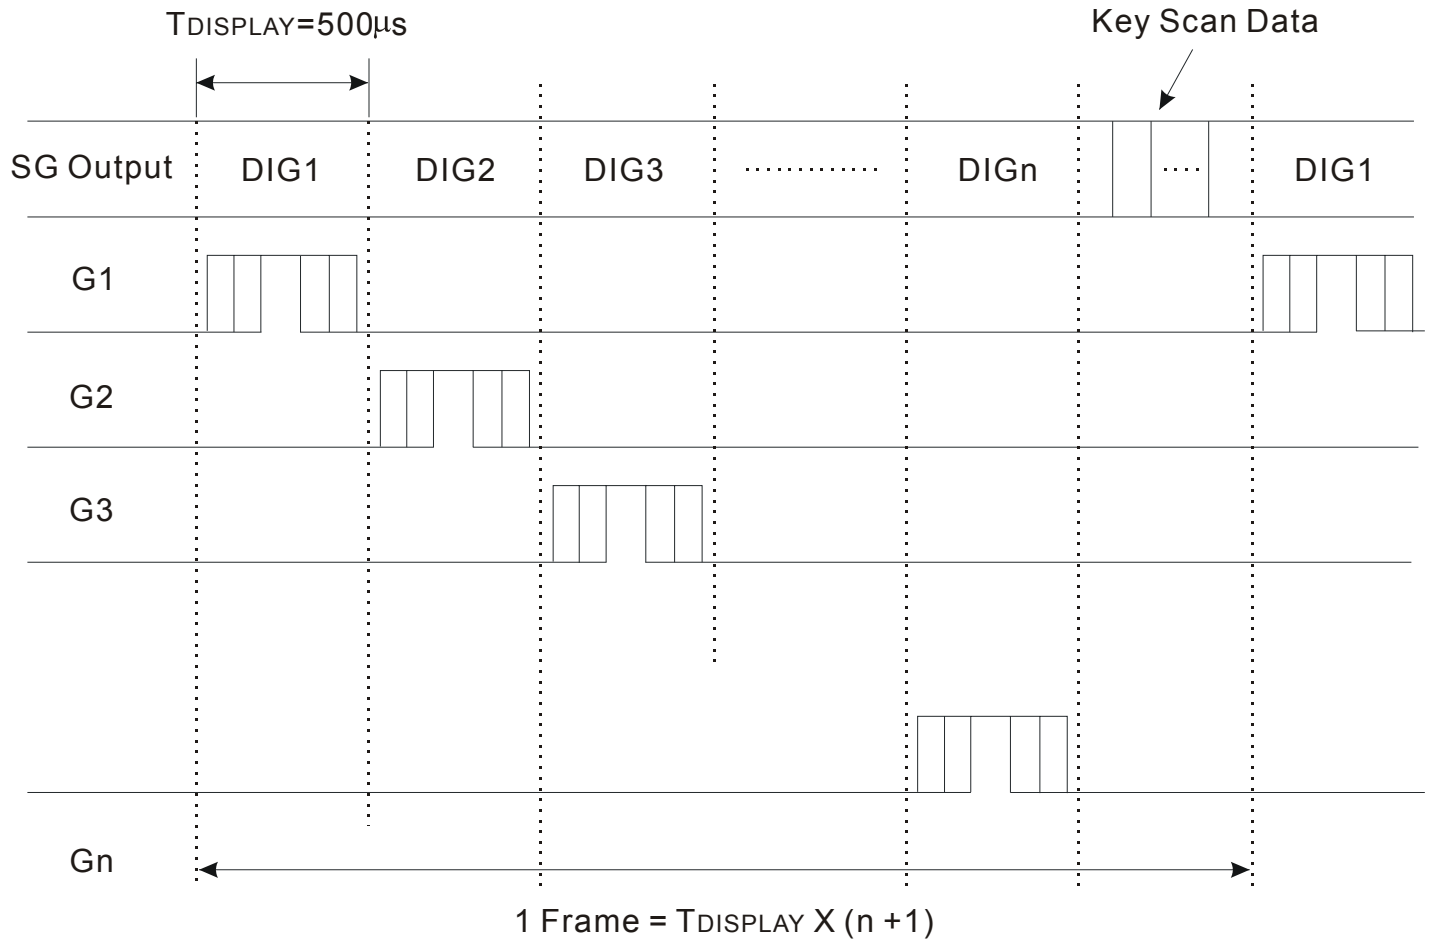 TDISPLAY=500μs
Key Scan Data
SG Output DIG1 DIG2 DIG3 ............. DIGn .... DIG1
G1
G2
G3
Gn
1 Frame = TDISPLAY X (n +1)